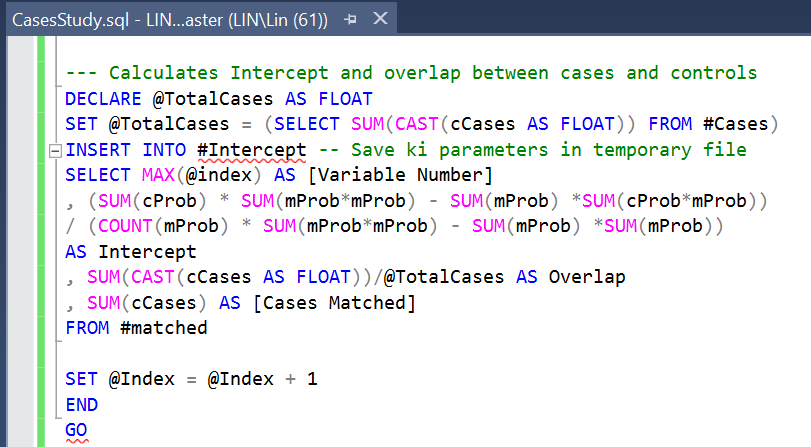 CasesStudy.sql - LIN...aster (LIN\Lin (61))
--- Calculates Intercept and overlap between cases and controls
DECLARE @TotalCases AS FLOAT
SET @TotalCases = (SELECT SUM(CAST(cCases AS FLOAT)) FROM #Cases)
INSERT INTO #Intercept -- Save ki parameters in temporary file
SELECT MAX(@index) AS [Variable Number]
, (SUM(cProb) * SUM(mProb*mProb) - SUM(mProb) *SUM(cProb*mProb))
/ (COUNT(mProb) * SUM(mProb*mProb) - SUM(mProb) *SUM(mProb))
AS Intercept
, SUM(CAST(cCases AS FLOAT))/@TotalCases AS Overlap
, SUM(cCases) AS [Cases Matched]
FROM #matched
SET @Index = @Index + 1
END
GO